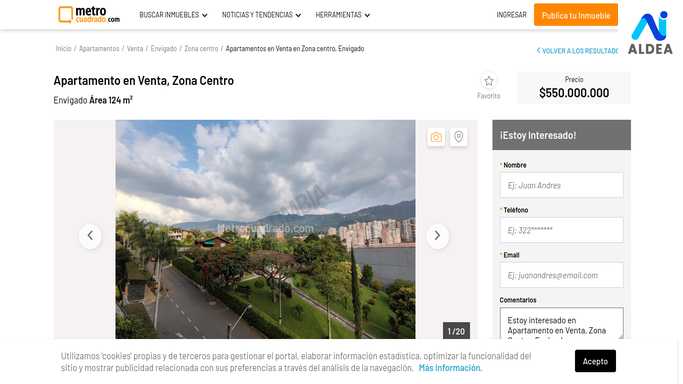 metro
cuadrado.com
BUSCAR INMUEBLES
NOTICIAS Y TENDENCIAS
HERRAMIENTAS
INGRESAR
Publica tu Inmueble
ALDEA
Inicio / Apartamentos / Venta / Envigado / Zona centro / Apartamentos en Venta en Zona centro, Envigado
VOLVER A LOS RESULTADO
Apartamento en Venta, Zona Centro
Envigado Área 124 m²
Favorito
Precio
$550.000.000
Metrocuadrado.com
1 / 20
¡Estoy Interesado!
* Nombre
Ej: Juan Andres
* Teléfono
Ej: 322*******
* Email
Ej: juanandres@email.com
Comentarios
Estoy interesado en
Apartamento en Venta, Zona
Utilizamos 'cookies' propias y de terceros para gestionar el portal, elaborar información estadística, optimizar la funcionalidad del
sitio y mostrar publicidad relacionada con sus preferencias a través del análisis de la navegación. Más información.
Acepto